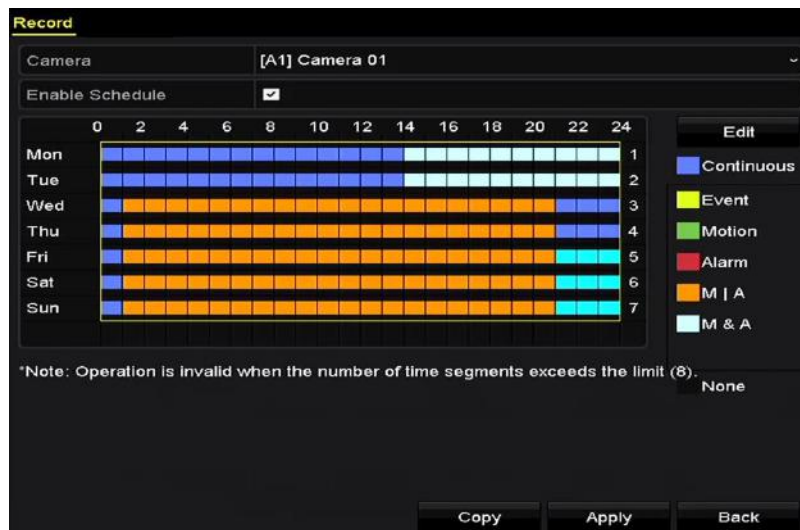 Record
Camera [A1] Camera 01
Enable Schedule
0 2 4 6 8 10 12 14 16 18 20 22 24
Edit
Mon 1
Continuous
Tue 2
Wed 3
Event
Thu 4
Motion
Fri 5
Alarm
Sat 6
M | A
Sun 7
M & A
*Note: Operation is invalid when the number of time segments exceeds the limit (8).
None
Copy Apply Back